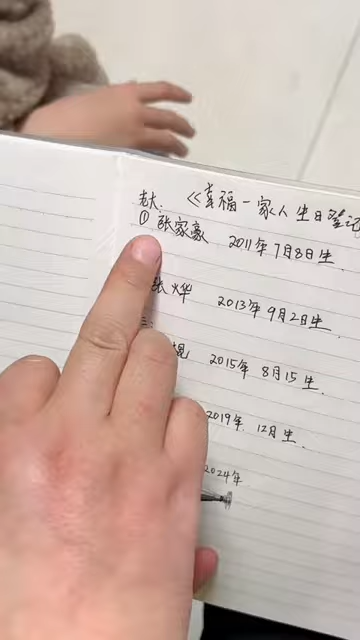 《幸福一家人生日登记
老大:
① 张家豪 2011年7月8日生.
张烨 2013年9月2日生.
三:
2015年 8月15生.
2019年. 12月生.
2024年